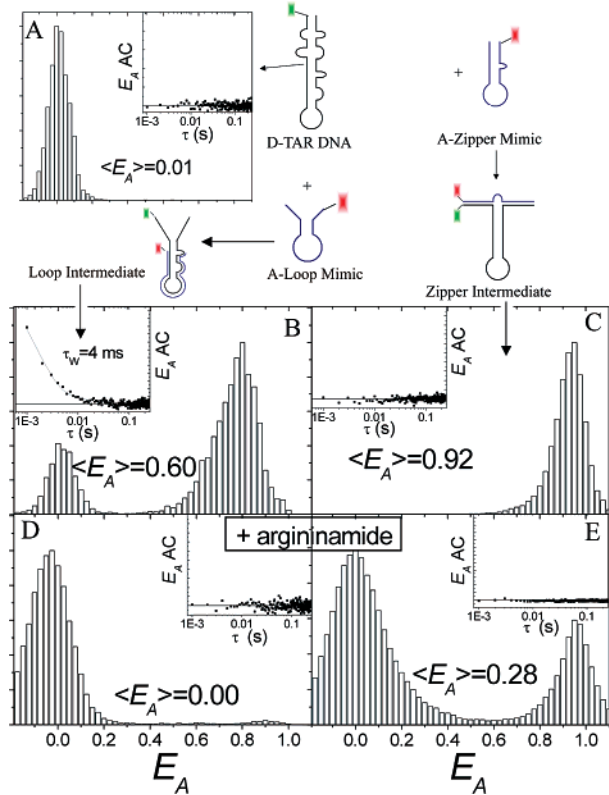 A
E_A AC
1E-3 0.01 0.1
τ (s)
<E_A>=0.01
D-TAR DNA
+
A-Zipper Mimic
+
A-Loop Mimic
Loop Intermediate
Zipper Intermediate
B
E_A AC
τ_W=4 ms
1E-3 0.01 0.1
τ (s)
<E_A>=0.60
C
E_A AC
1E-3 0.01 0.1
τ (s)
<E_A>=0.92
+ argininamide
D
E_A AC
1E-3 0.01 0.1
τ (s)
<E_A>=0.00
E
E_A AC
1E-3 0.01 0.1
τ (s)
<E_A>=0.28
0.0 0.2 0.4 0.6 0.8 1.0
0.0 0.2 0.4 0.6 0.8 1.0
E_A
E_A